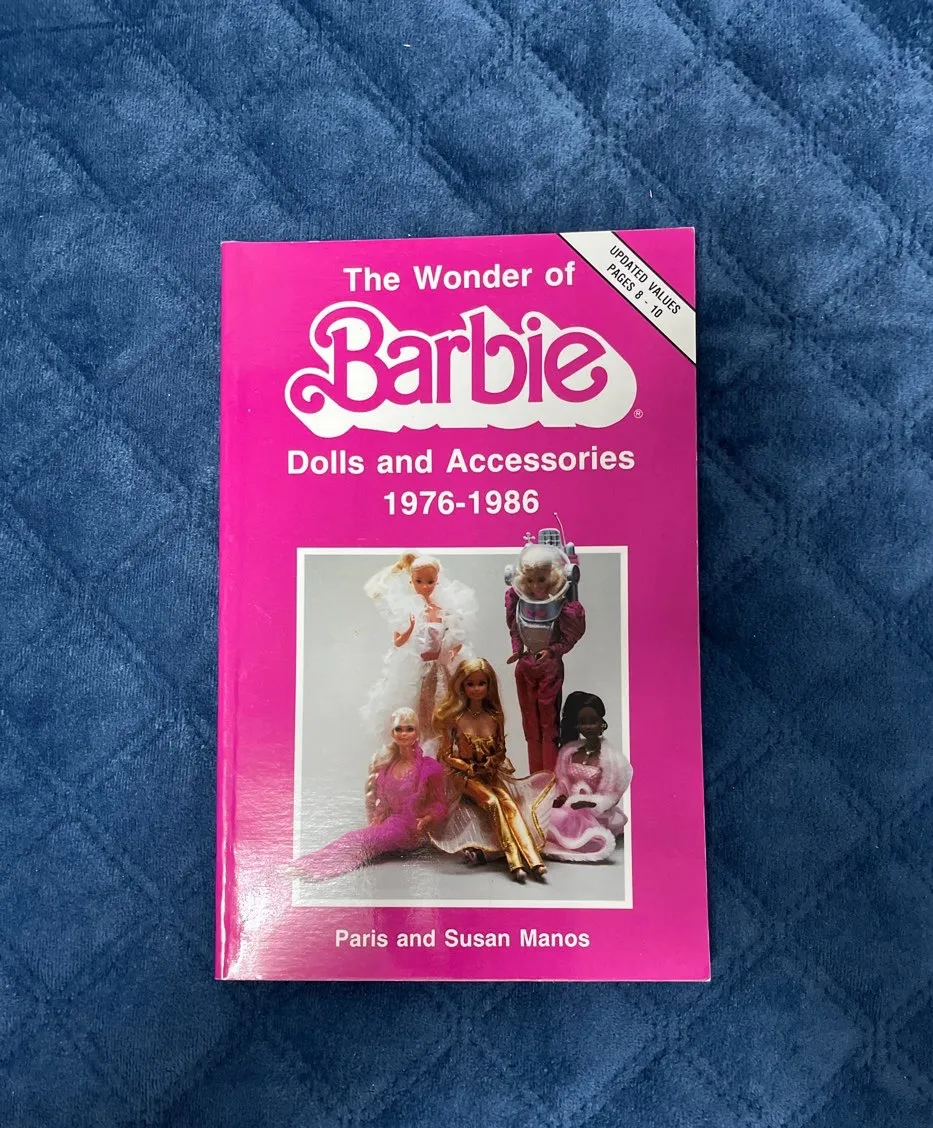 The Wonder of
UPDATED VALUES
PAGES 8 - 10
Barbie®
Dolls and Accessories
1976-1986
Paris and Susan Manos